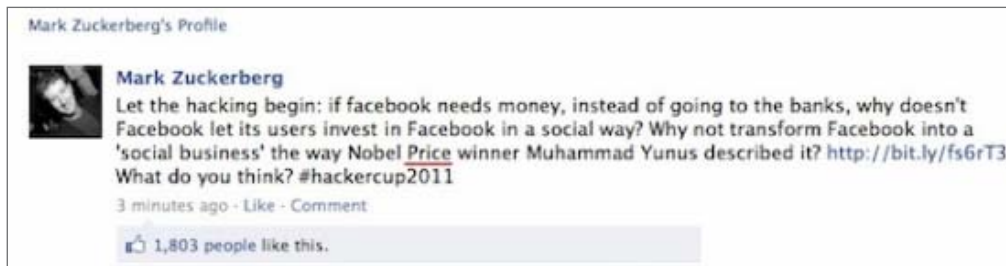 Mark Zuckerberg's Profile
Mark Zuckerberg
Let the hacking begin: if facebook needs money, instead of going to the banks, why doesn't
Facebook let its users invest in Facebook in a social way? Why not transform Facebook into a
'social business' the way Nobel Price winner Muhammad Yunus described it? http://bit.ly/fs6rT3
What do you think? #hackercup2011
3 minutes ago · Like · Comment
1,803 people like this.